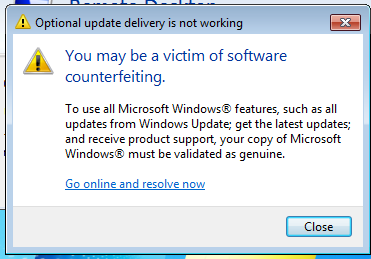 Remote Desktop
Optional update delivery is not working
You may be a victim of software
counterfeiting.
To use all Microsoft Windows® features, such as all
updates from Windows Update; get the latest updates;
and receive product support, your copy of Microsoft
Windows® must be validated as genuine.
Go online and resolve now
Close